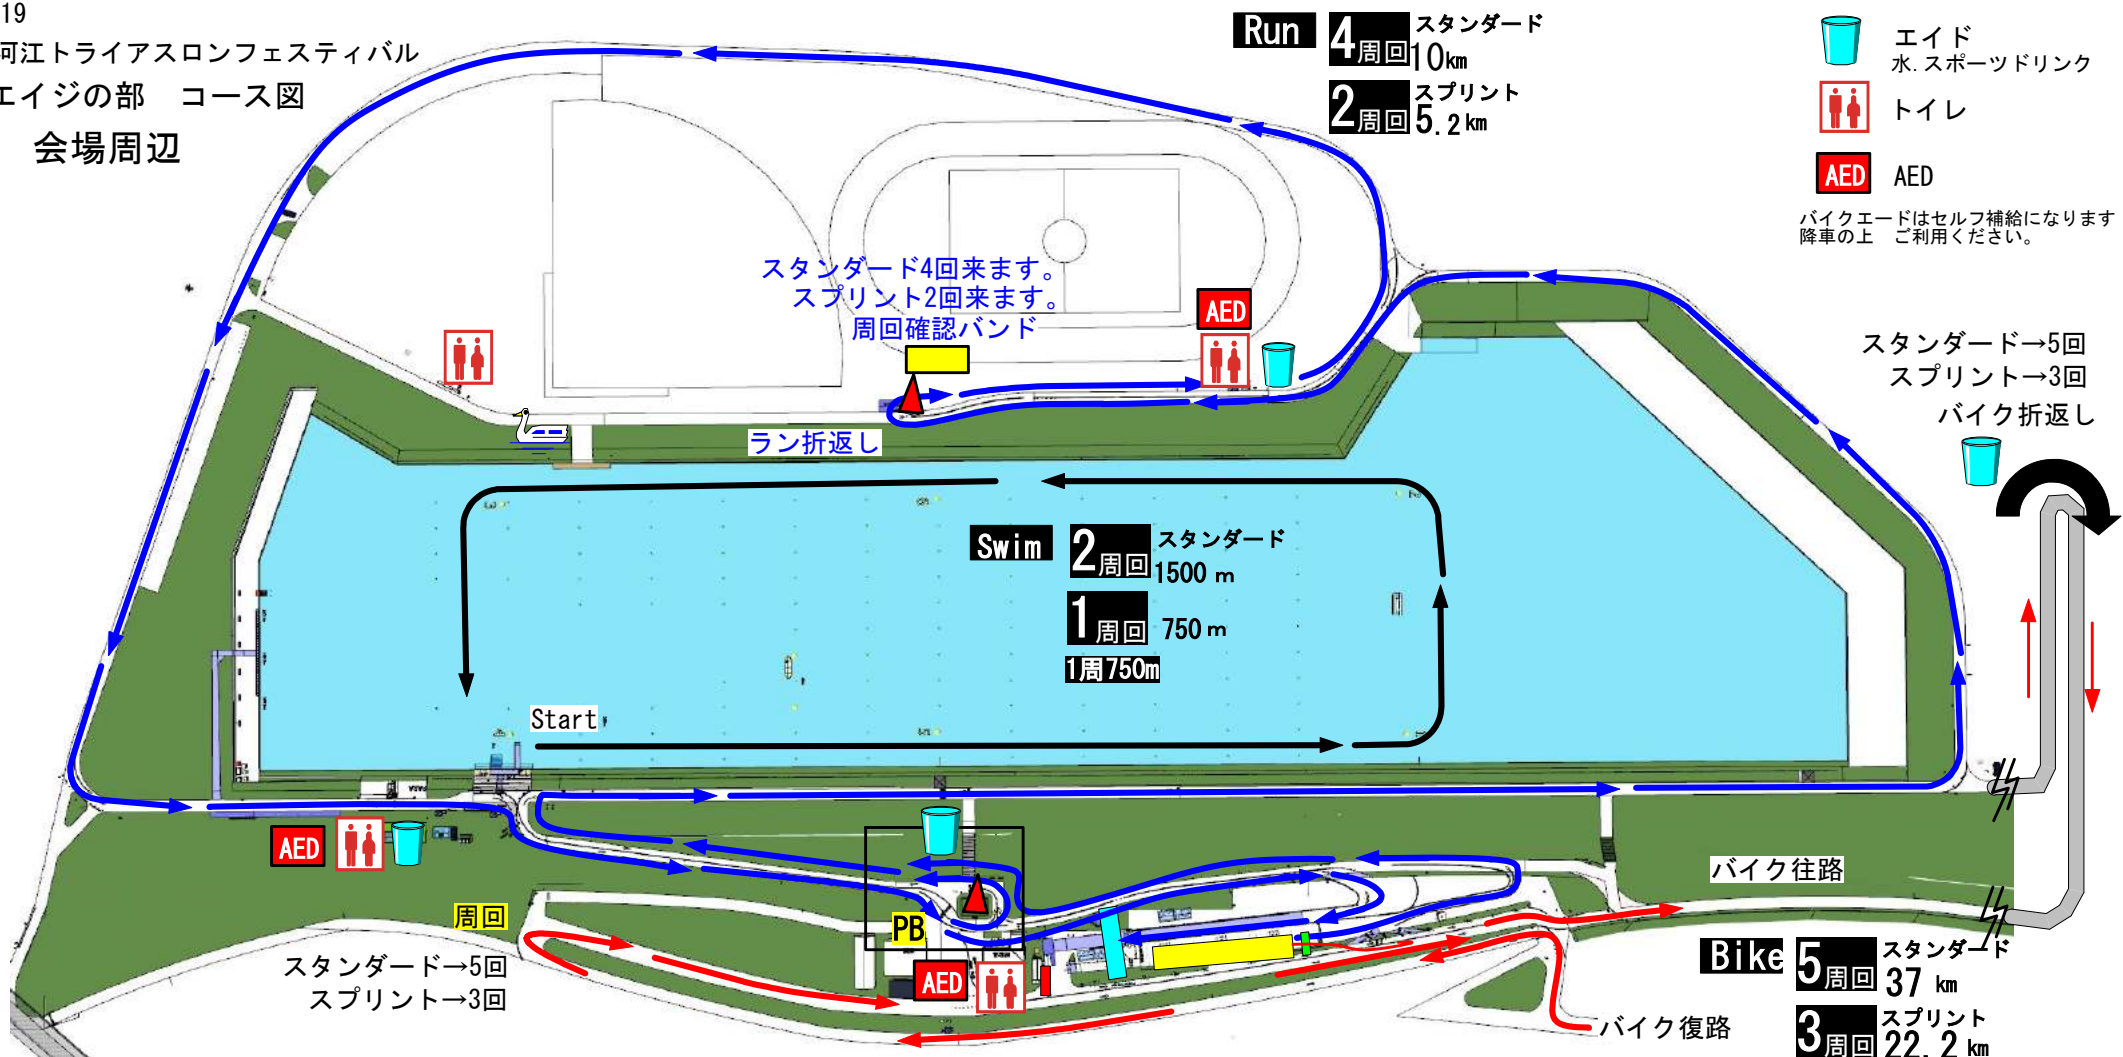 19
河江トライアスロンフェスティバル
エイジの部　コース図
会場周辺
Run
4周回
スタンダード
10km
2周回
スプリント
5.2km
エイド
水.スポーツドリンク
トイレ
AED
AED
バイクエードはセルフ補給になります
降車の上　ご利用ください。
スタンダード4回来ます。
スプリント2回来ます。
周回確認バンド
AED
スタンダード→5回
スプリント→3回
バイク折返し
ラン折返し
Swim
2周回
スタンダード
1500 m
1周回
750m
1周750m
Start
AED
バイク往路
周回
PB
スタンダード→5回
スプリント→3回
AED
Bike
5周回
スタンダード
37 km
バイク復路
3周回
スプリント
22.2km